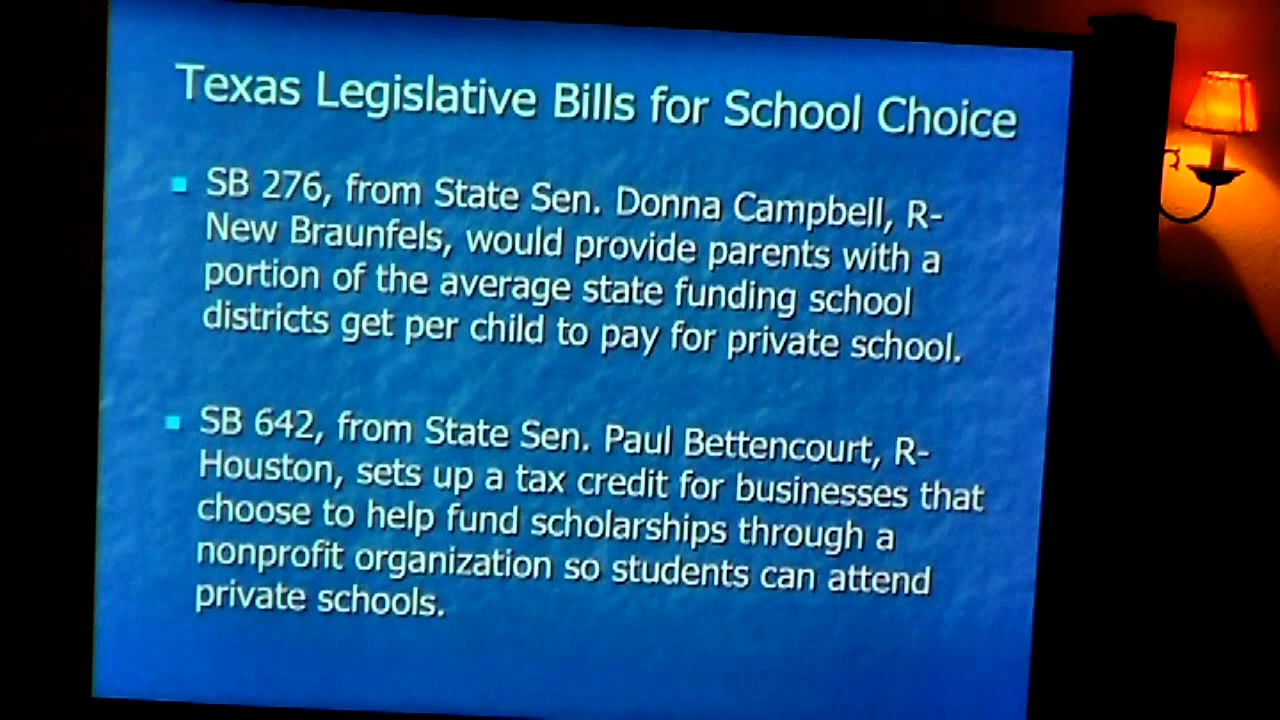 Texas Legislative Bills for School Choice
SB 276, from State Sen. Donna Campbell, R-
New Braunfels, would provide parents with a
portion of the average state funding school
districts get per child to pay for private school.
SB 642, from State Sen. Paul Bettencourt, R-
Houston, sets up a tax credit for businesses that
choose to help fund scholarships through a
nonprofit organization so students can attend
private schools.